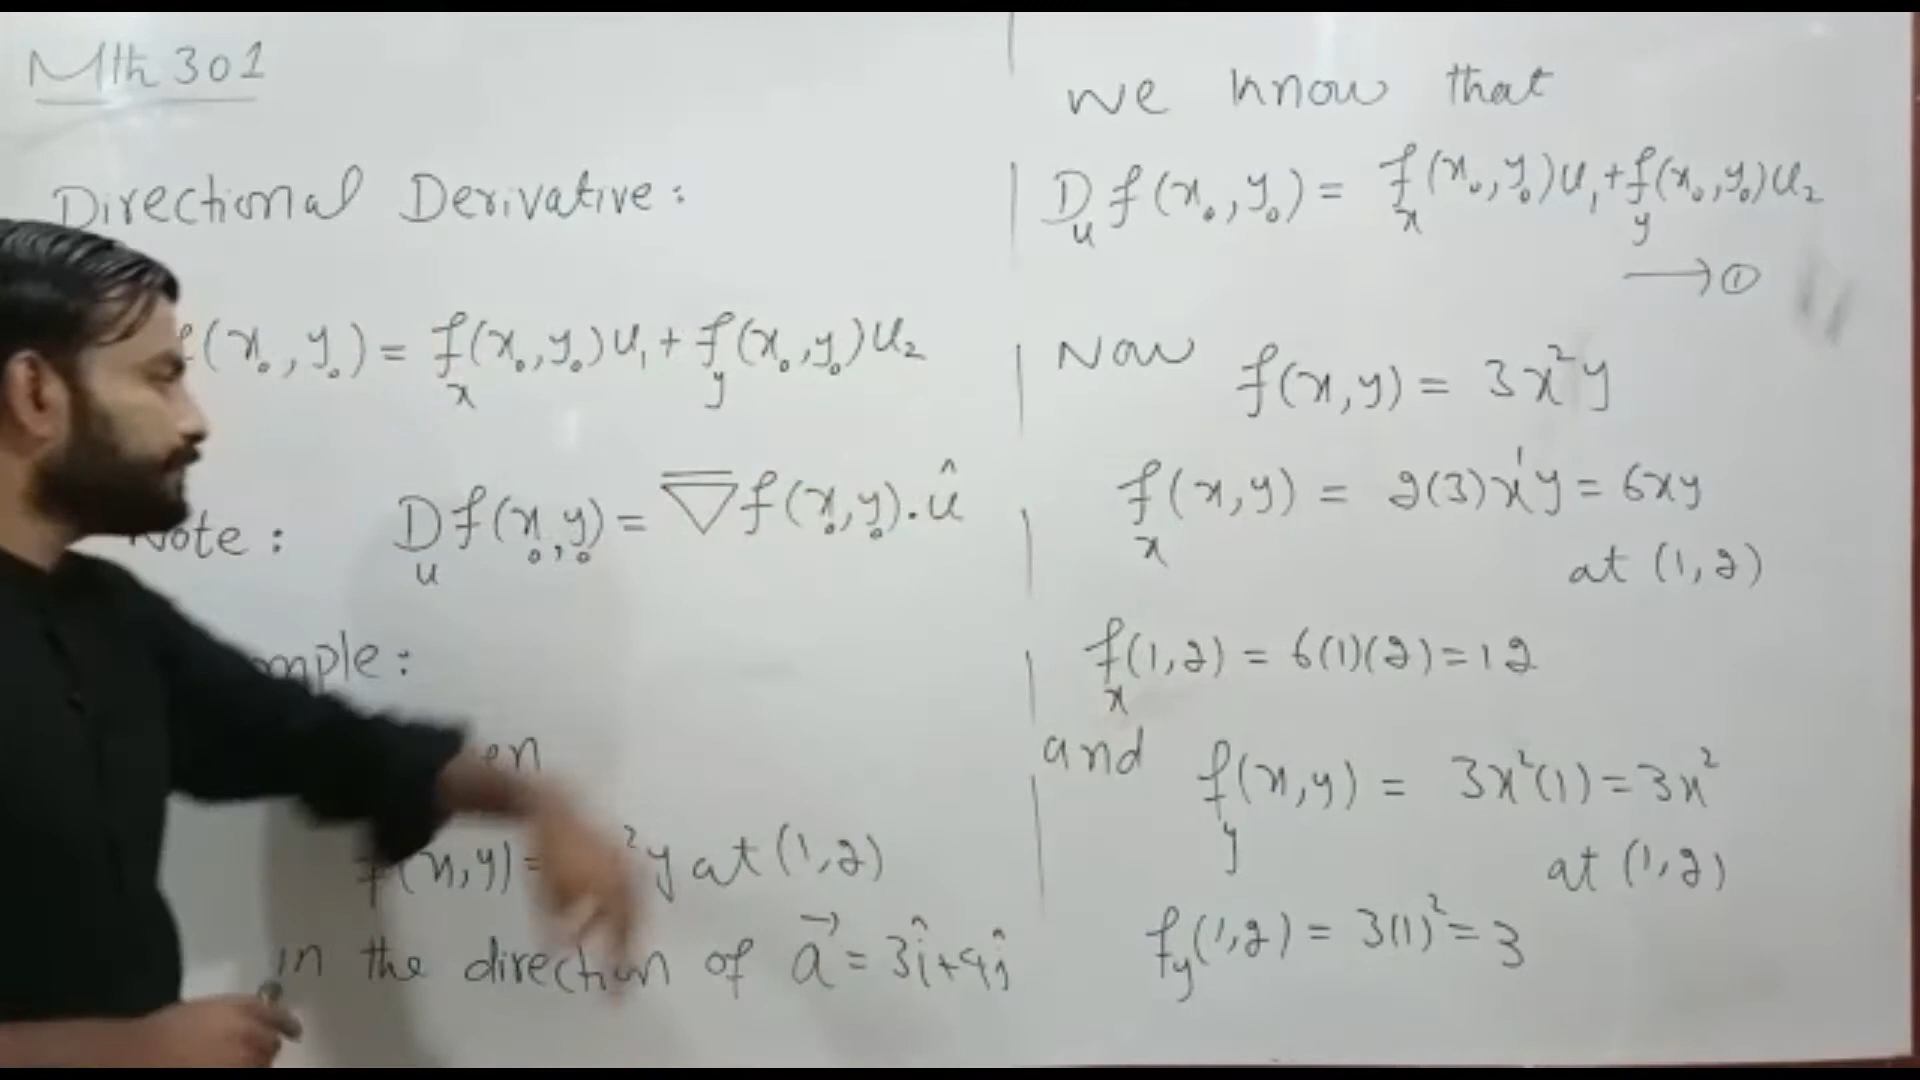 Mth 301
Directional Derivative:
(x₀, y₀) = fₓ(x₀, y₀)u₁ + f_y(x₀, y₀)u₂
Note: D_u f(x₀, y₀) = ∇f(x₀, y₀).û
mple:
en
f(x, y) = ²y at (1, 2)
in the direction of a⃗ = 3î+4ĵ
we know that
D_u f(x₀, y₀) = fₓ(x₀, y₀)u₁ + f_y(x₀, y₀)u₂
→ ①
Now f(x, y) = 3x²y
fₓ(x, y) = 2(3)x¹y = 6xy
at (1, 2)
fₓ(1, 2) = 6(1)(2) = 12
and f_y(x, y) = 3x²(1) = 3x²
at (1, 2)
f_y(1, 2) = 3(1)² = 3